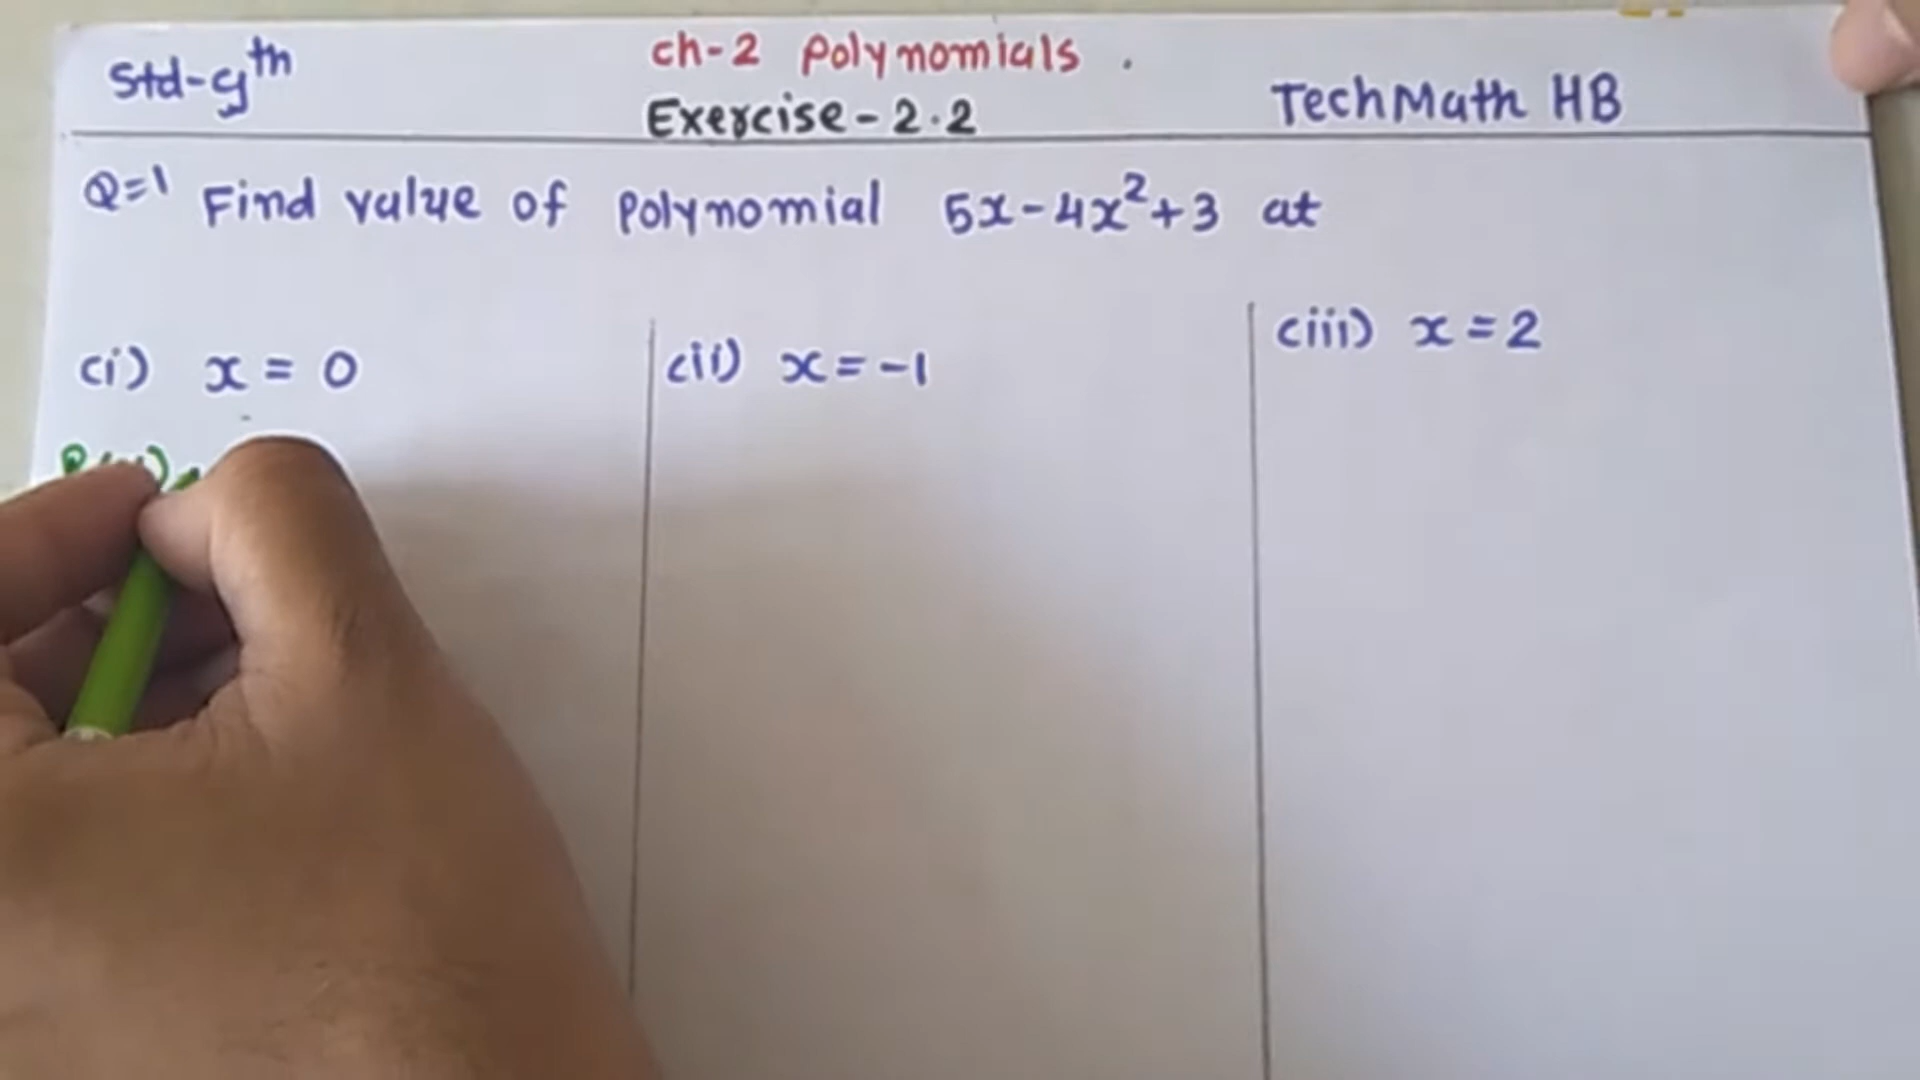 Std-9th
ch-2 Polynomials .
Exercise-2.2
TechMath HB
Q=1 Find value of Polynomial 5x-4x²+3 at
(i) x = 0
(ii) x = -1
(iii) x = 2